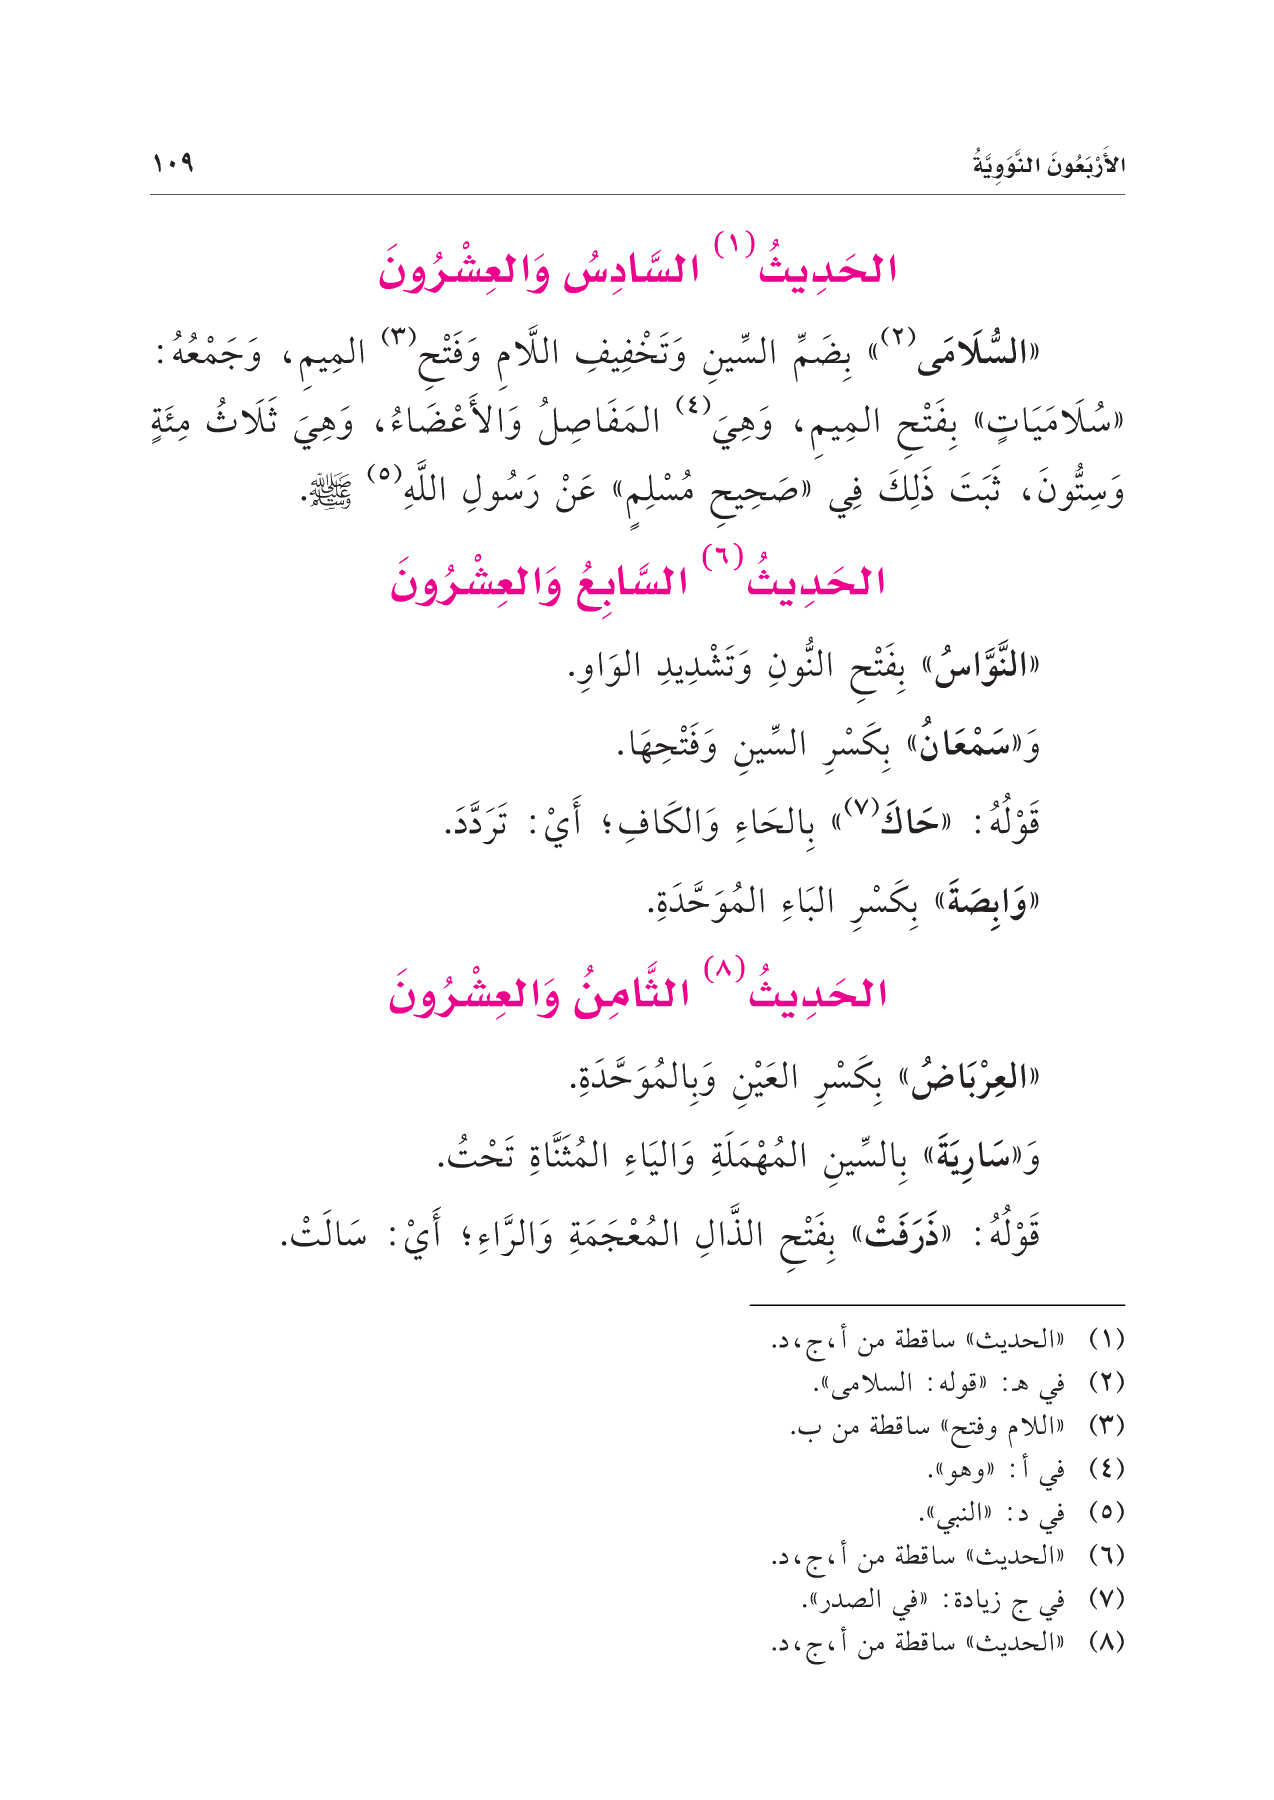 الأَرْبَعُونَ النَّوَوِيَّةُ ١٠٩
الحَدِيثُ(١) السَّادِسُ وَالعِشْرُونَ
«السُّلَامَى(٢)» بِضَمِّ السِّينِ وَتَخْفِيفِ اللَّامِ وَفَتْحِ(٣) المِيمِ، وَجَمْعُهُ:
«سُلَامَيَاتٍ» بِفَتْحِ المِيمِ، وَهِيَ(٤) المَفَاصِلُ وَالأَعْضَاءُ، وَهِيَ ثَلَاثُ مِئَةٍ
وَسِتُّونَ، ثَبَتَ ذَلِكَ فِي «صَحِيحِ مُسْلِمٍ» عَنْ رَسُولِ اللَّهِ(٥) ﷺ.
الحَدِيثُ(٦) السَّابِعُ وَالعِشْرُونَ
«النَّوَّاسُ» بِفَتْحِ النُّونِ وَتَشْدِيدِ الوَاوِ.
وَ«سَمْعَانُ» بِكَسْرِ السِّينِ وَفَتْحِهَا.
قَوْلُهُ: «حَاكَ(٧)» بِالحَاءِ وَالكَافِ؛ أَيْ: تَرَدَّدَ.
«وَابِصَةَ» بِكَسْرِ البَاءِ المُوَحَّدَةِ.
الحَدِيثُ(٨) الثَّامِنُ وَالعِشْرُونَ
«العِرْبَاضُ» بِكَسْرِ العَيْنِ وَبِالمُوَحَّدَةِ.
وَ«سَارِيَةَ» بِالسِّينِ المُهْمَلَةِ وَاليَاءِ المُثَنَّاةِ تَحْتُ.
قَوْلُهُ: «ذَرَفَتْ» بِفَتْحِ الذَّالِ المُعْجَمَةِ وَالرَّاءِ؛ أَيْ: سَالَتْ.
(١) «الحديث» ساقطة من أ،ج،د.
(٢) في هـ: «قوله: السلامى».
(٣) «اللام وفتح» ساقطة من ب.
(٤) في أ: «وهو».
(٥) في د: «النبي».
(٦) «الحديث» ساقطة من أ،ج،د.
(٧) في ج زيادة: «في الصدر».
(٨) «الحديث» ساقطة من أ،ج،د.